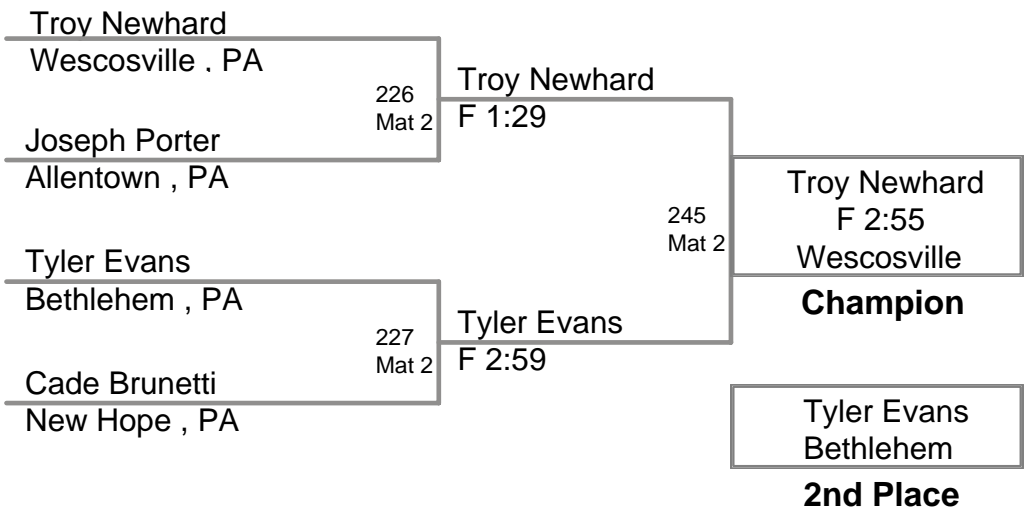 Troy Newhard
Wescosville , PA
226
Mat 2
Troy Newhard
F 1:29
Joseph Porter
Allentown , PA
245
Mat 2
Troy Newhard
F 2:55
Wescosville
Champion
Tyler Evans
Bethlehem , PA
227
Mat 2
Tyler Evans
F 2:59
Cade Brunetti
New Hope , PA
Tyler Evans
Bethlehem
2nd Place